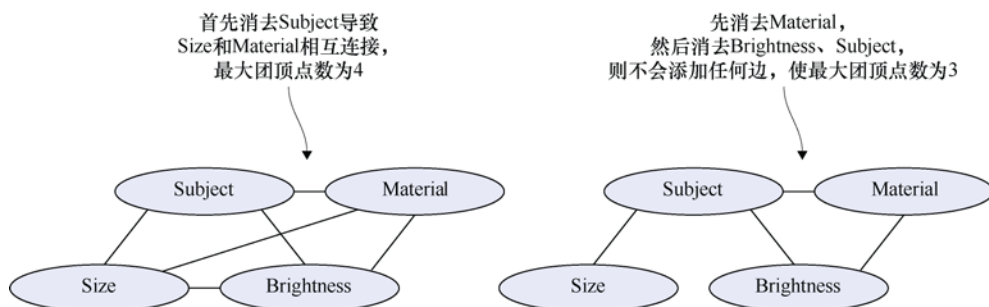 首先消去Subject导致
Size和Material相互连接，
最大团顶点数为4
Subject
Material
Size
Brightness
先消去Material，
然后消去Brightness、Subject，
则不会添加任何边，使最大团顶点数为3
Subject
Material
Size
Brightness